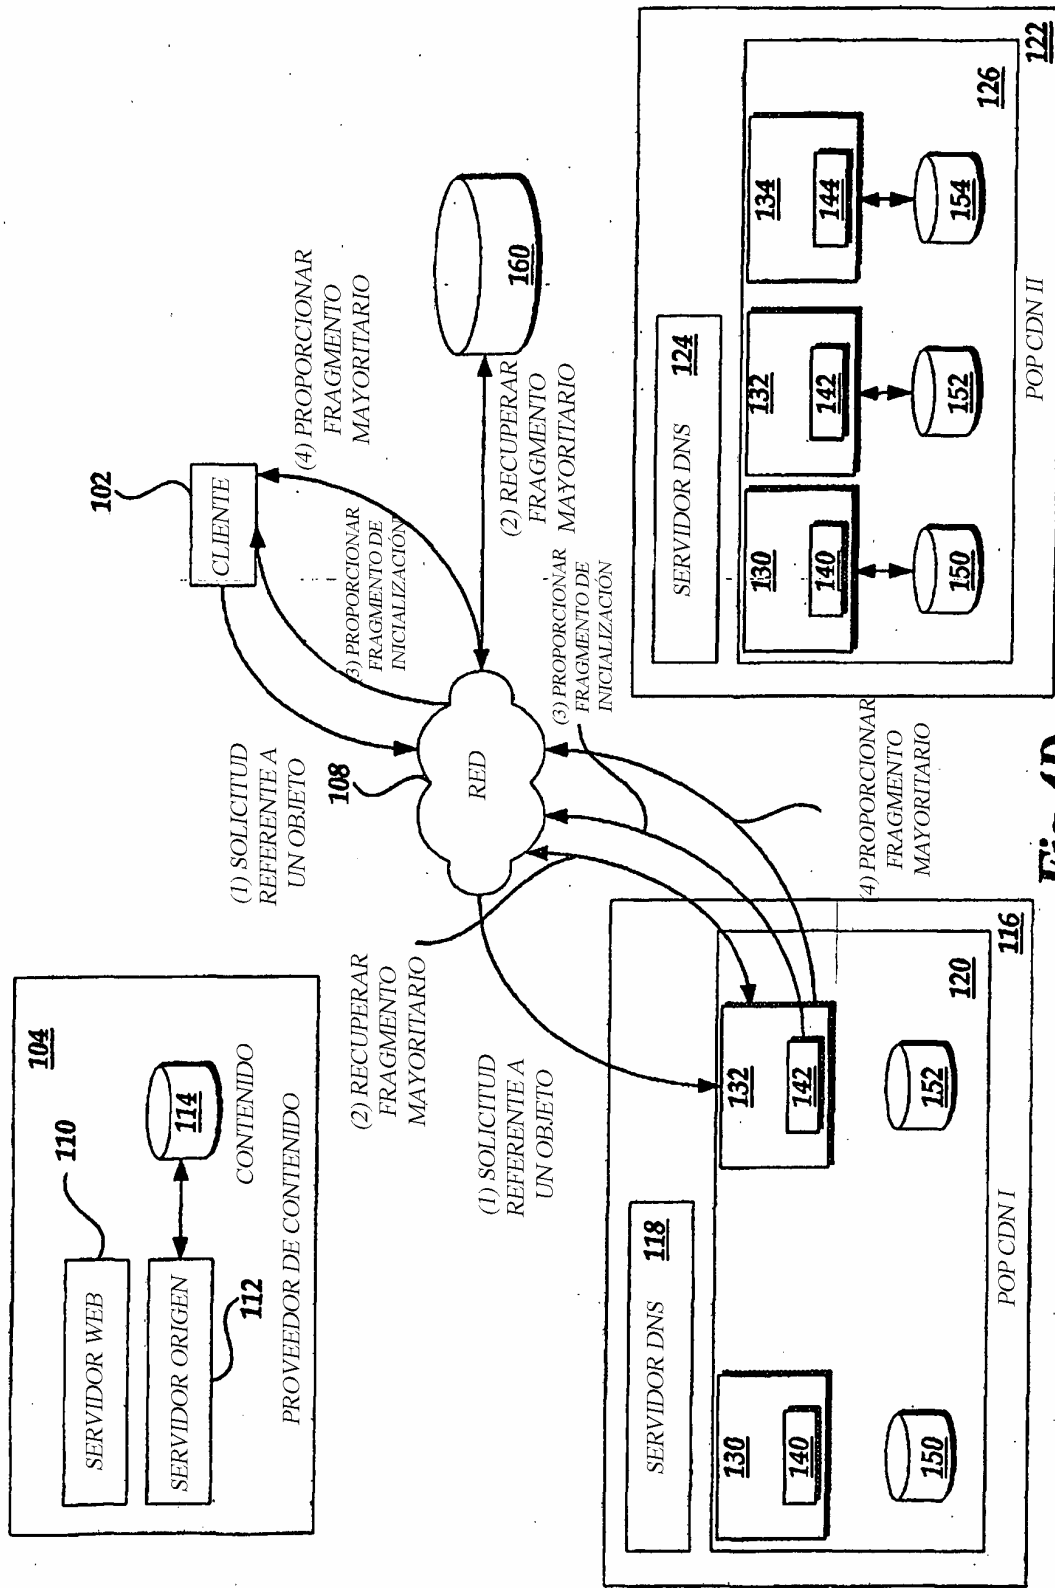 104
110
SERVIDOR WEB
SERVIDOR ORIGEN
114
CONTENIDO
112
PROVEEDOR DE CONTENIDO
(1) SOLICITUD
REFERENTE A
UN OBJETO
102
CLIENTE
(4) PROPORCIONAR
FRAGMENTO
MAYORITARIO
3) PROPORCIONAR
FRAGMENTO DE
INICIALIZACIÓN
108
RED
160
(2) RECUPERAR
FRAGMENTO
MAYORITARIO
(2) RECUPERAR
FRAGMENTO
MAYORITARIO
(3) PROPORCIONAR
FRAGMENTO DE
INICIALIZACIÓN
(1) SOLICITUD
REFERENTE A
UN OBJETO
(4) PROPORCIONAR
FRAGMENTO
MAYORITARIO
SERVIDOR DNS 118
130
140
132
142
150
152
120
POP CDN I
116
SERVIDOR DNS 124
130
140
132
142
134
144
150
152
154
126
POP CDN II
122